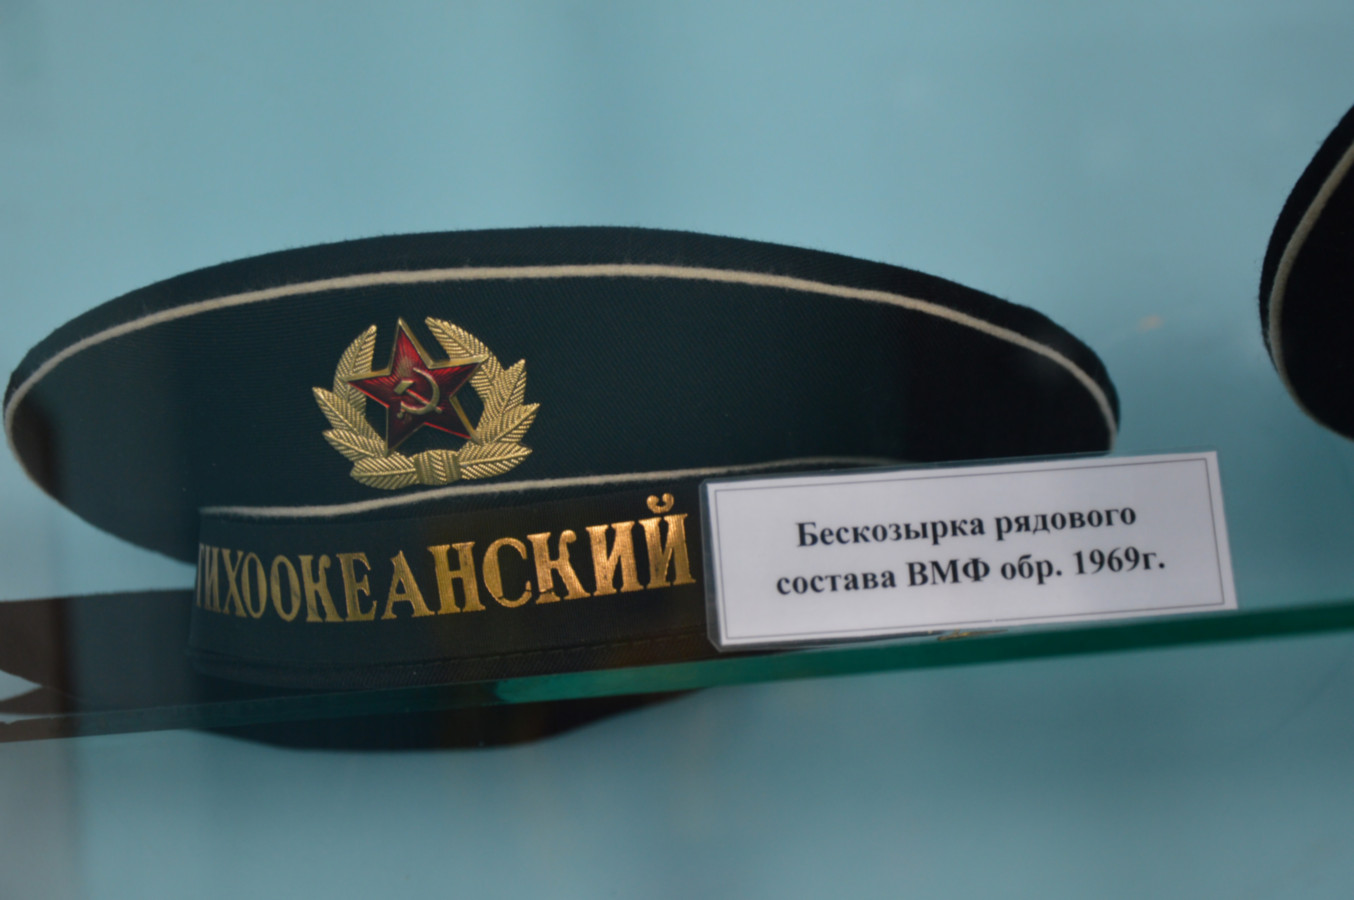 ТИХООКЕАНСКИЙ
Бескозырка рядового
состава ВМФ обр. 1969г.